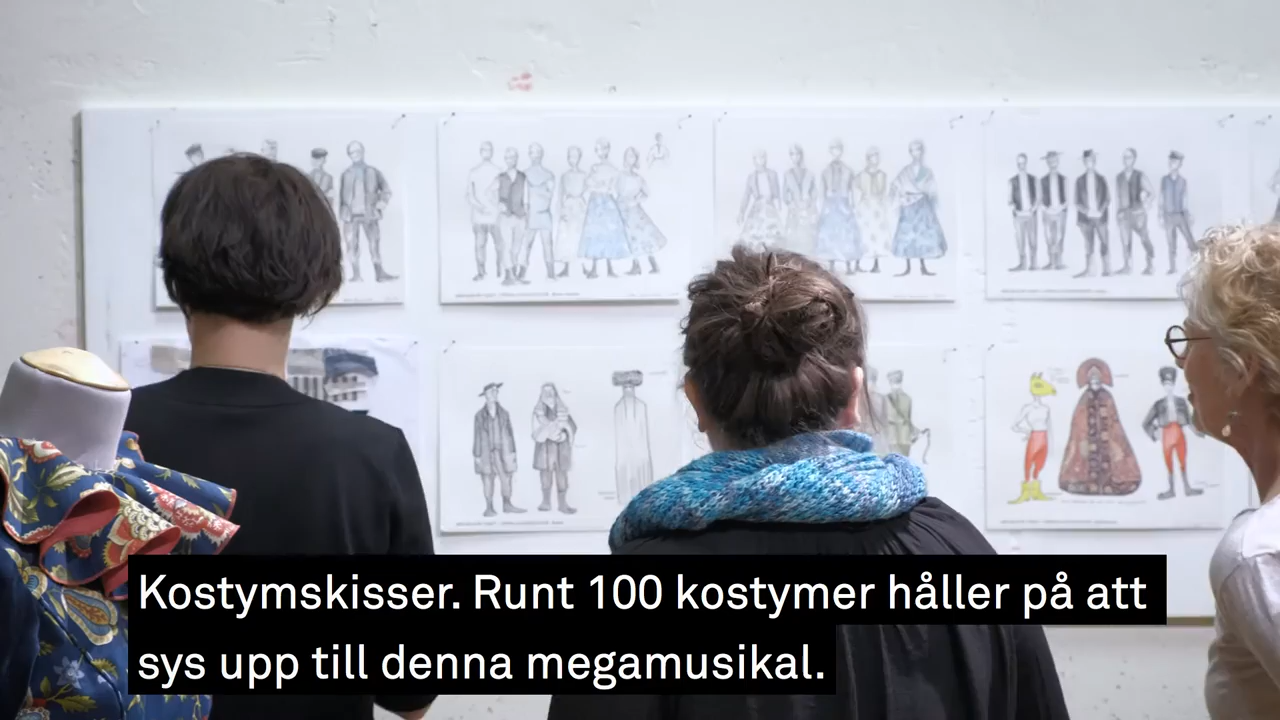 Kostymskisser. Runt 100 kostymer håller på att
sys upp till denna megamusikal.